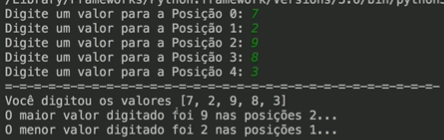 /Library/Frameworks/Python.framework/Versions/3.8/bin/python3
Digite um valor para a Posição 0: 7
Digite um valor para a Posição 1: 2
Digite um valor para a Posição 2: 9
Digite um valor para a Posição 3: 8
Digite um valor para a Posição 4: 3
=-=-=-=-=-=-=-=-=-=-=-=-=-=-=-=-=-=-=-=-=-=-=-=-=-=-=-=-=-
Você digitou os valores [7, 2, 9, 8, 3]
O maior valor digitado foi 9 nas posições 2...
O menor valor digitado foi 2 nas posições 1...